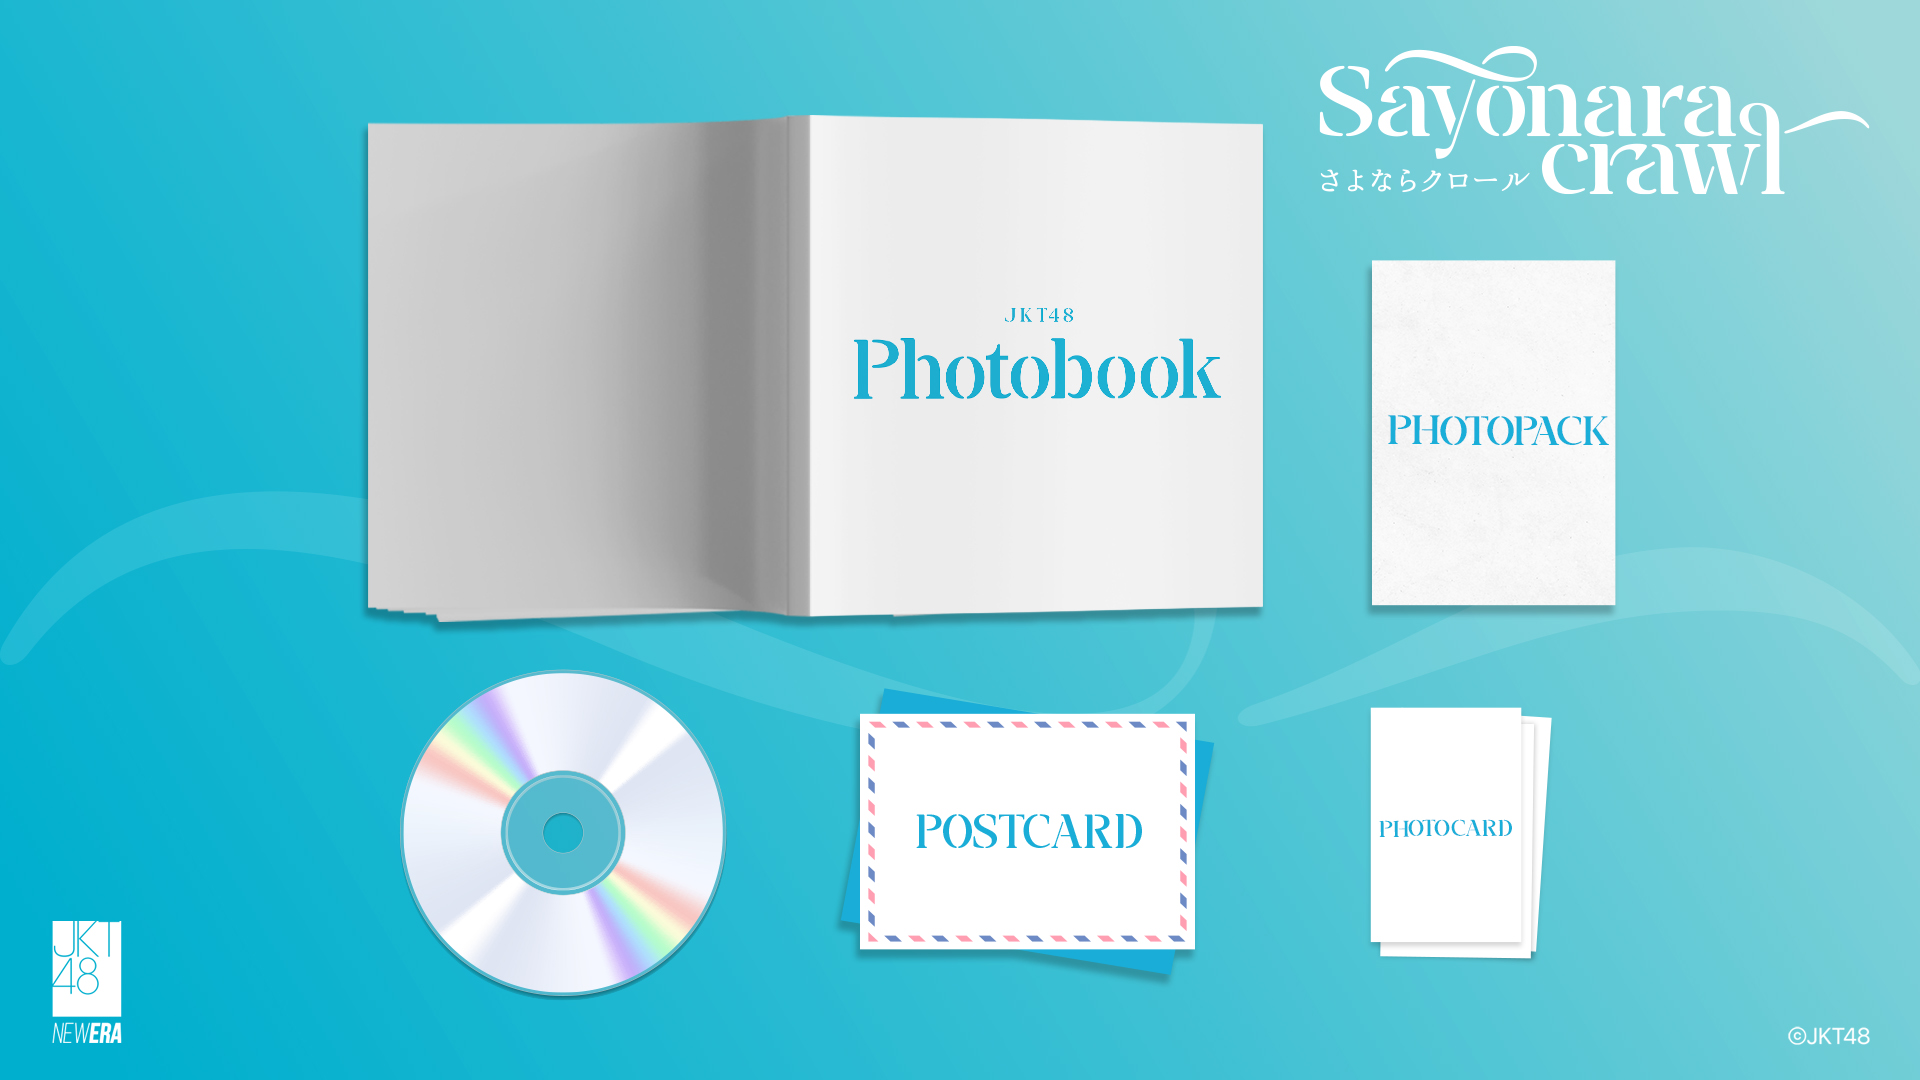 Sayonara
crawl
さよならクロール
JKT48
Photobook
PHOTOPACK
POSTCARD
PHOTOCARD
JKT
48
NEWERA
©JKT48